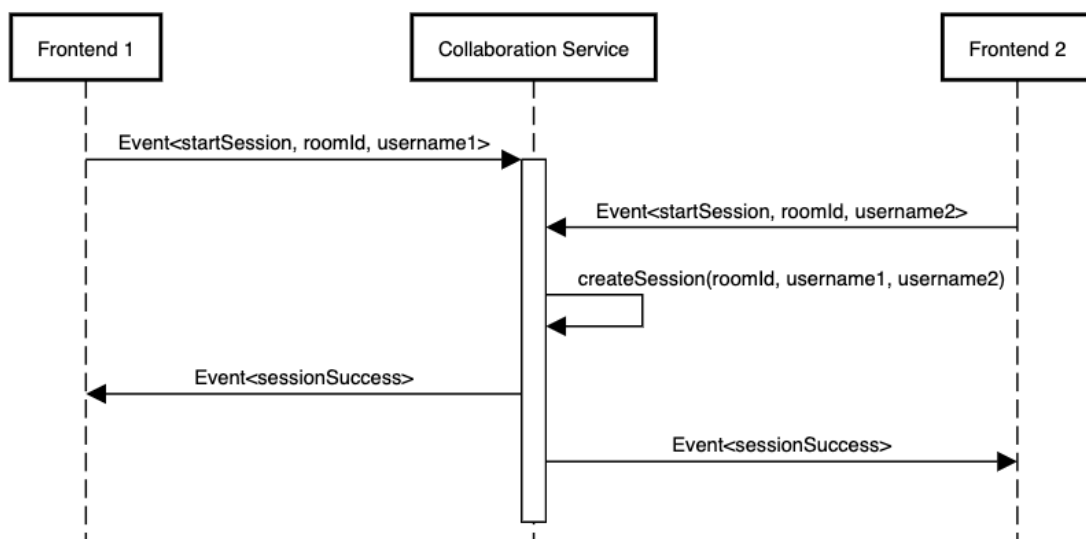 Frontend 1
Collaboration Service
Frontend 2
Event<startSession, roomId, username1>
Event<startSession, roomId, username2>
createSession(roomId, username1, username2)
Event<sessionSuccess>
Event<sessionSuccess>